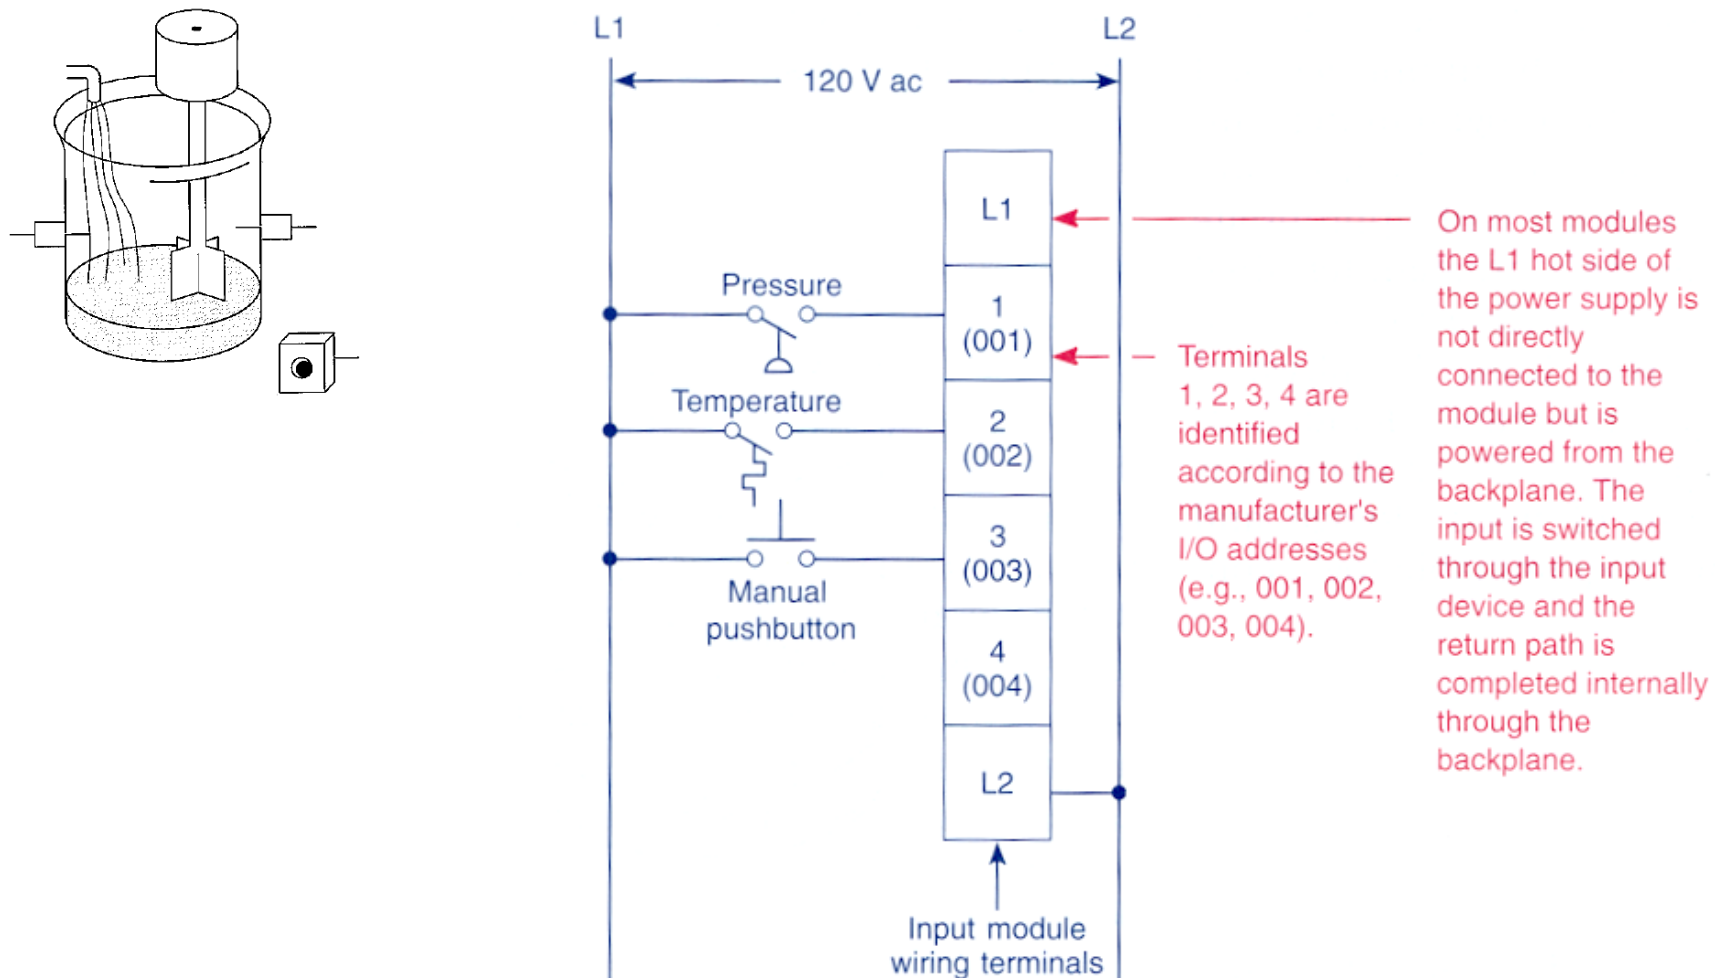 L1
L2
120 V ac
L1
Pressure
1
(001)
Temperature
2
(002)
3
(003)
Manual
pushbutton
4
(004)
L2
Input module
wiring terminals
Terminals
1, 2, 3, 4 are
identified
according to the
manufacturer's
I/O addresses
(e.g., 001, 002,
003, 004).
On most modules
the L1 hot side of
the power supply is
not directly
connected to the
module but is
powered from the
backplane. The
input is switched
through the input
device and the
return path is
completed internally
through the
backplane.